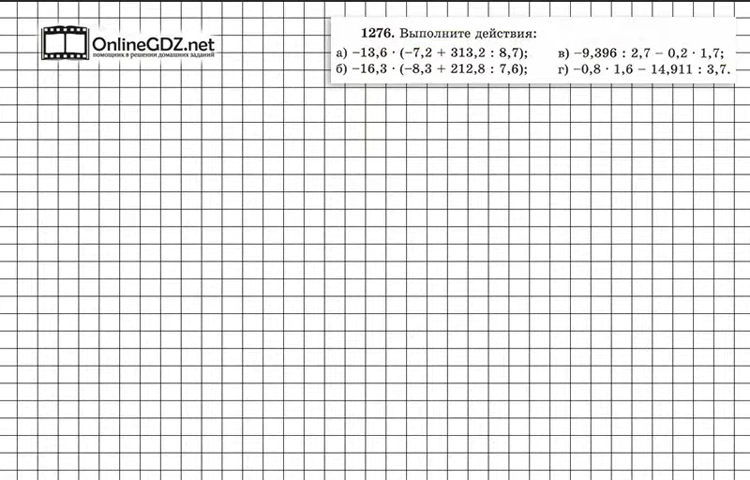 OnlineGDZ.net
помощник в решении домашних заданий
1276. Выполните действия:
а) −13,6 · (−7,2 + 313,2 : 8,7);
б) −16,3 · (−8,3 + 212,8 : 7,6);
в) −9,396 : 2,7 − 0,2 · 1,7;
г) −0,8 · 1,6 − 14,911 : 3,7.